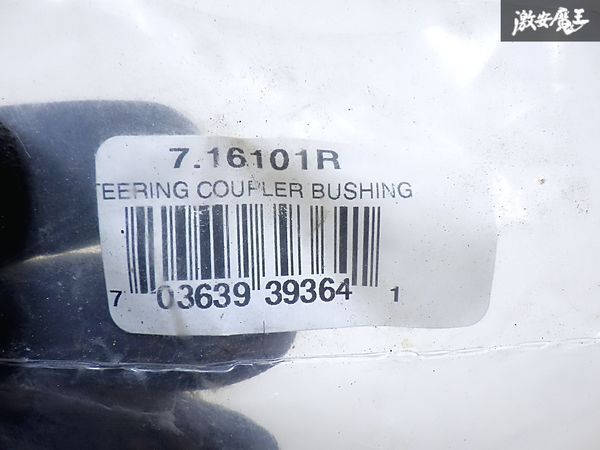 激安魔王
7.16101R
TEERING COUPLER BUSHING
7 03639 39364 1